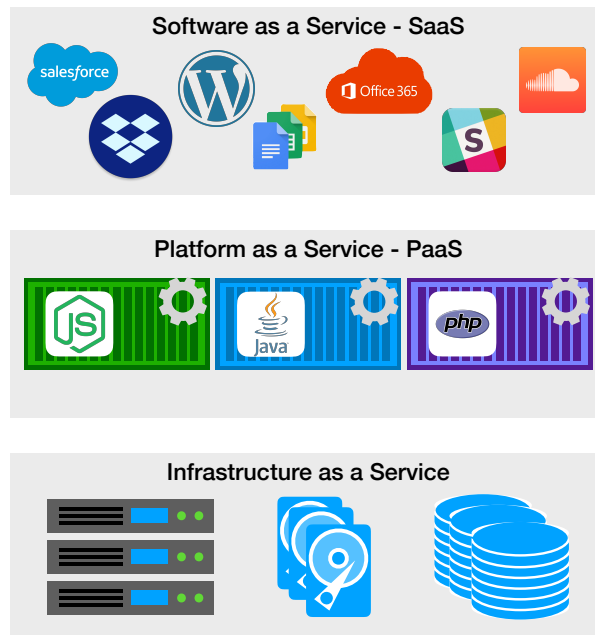 Software as a Service - SaaS
salesforce
W
Office 365
S
Platform as a Service - PaaS
JS
Java
php
Infrastructure as a Service